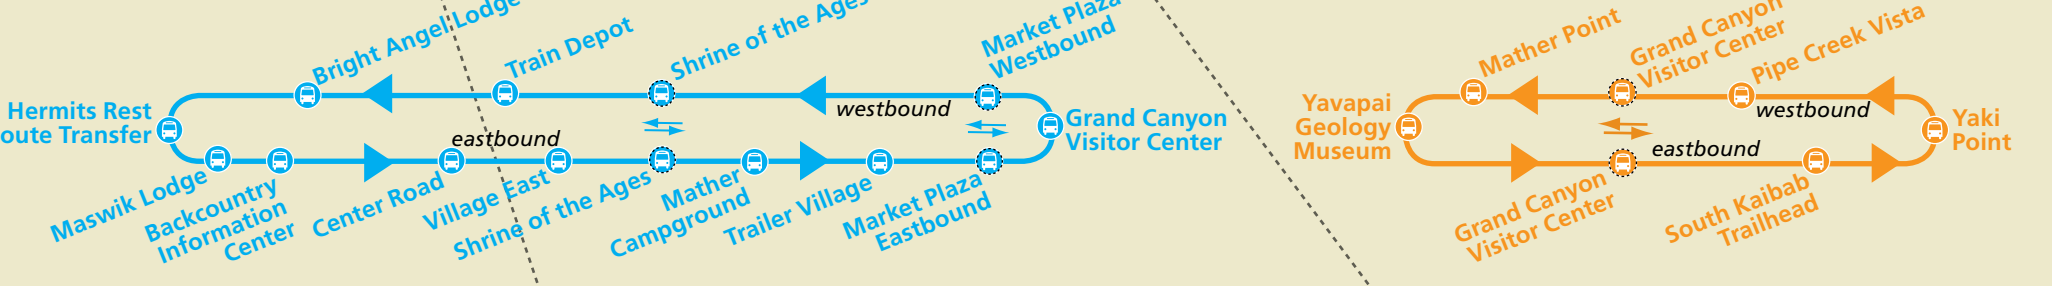 Bright Angel Lodge
Train Depot
Shrine of the Ages
Market Plaza
Westbound
Hermits Rest
oute Transfer
westbound
eastbound
Grand Canyon
Visitor Center
Maswik Lodge
Backcountry
Information
Center
Center Road
Village East
Shrine of the Ages
Mather
Campground
Trailer Village
Market Plaza
Eastbound
Mather Point
Grand Canyon
Visitor Center
Pipe Creek Vista
Yavapai
Geology
Museum
westbound
eastbound
Yaki
Point
Grand Canyon
Visitor Center
South Kaibab
Trailhead